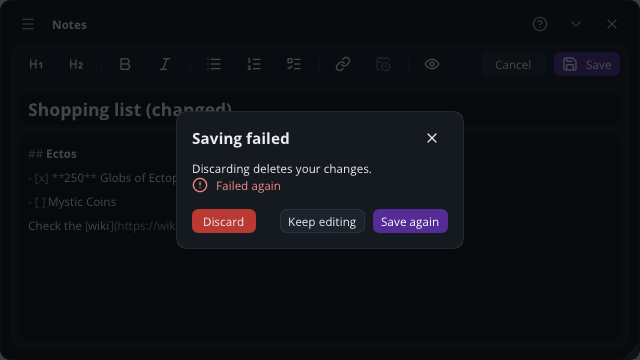 Notes
H1 H2 B I Cancel Save
Shopping list (changed)
## Ectos
- [x] **250** Globs of Ectop
- [ ] Mystic Coins
Check the [wiki](https://wik
Saving failed
Discarding deletes your changes.
Failed again
Discard Keep editing Save again